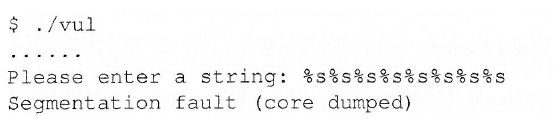 $ ./vul
......
Please enter a string: %s%s%s%s%s%s%s%s
Segmentation fault (core dumped)